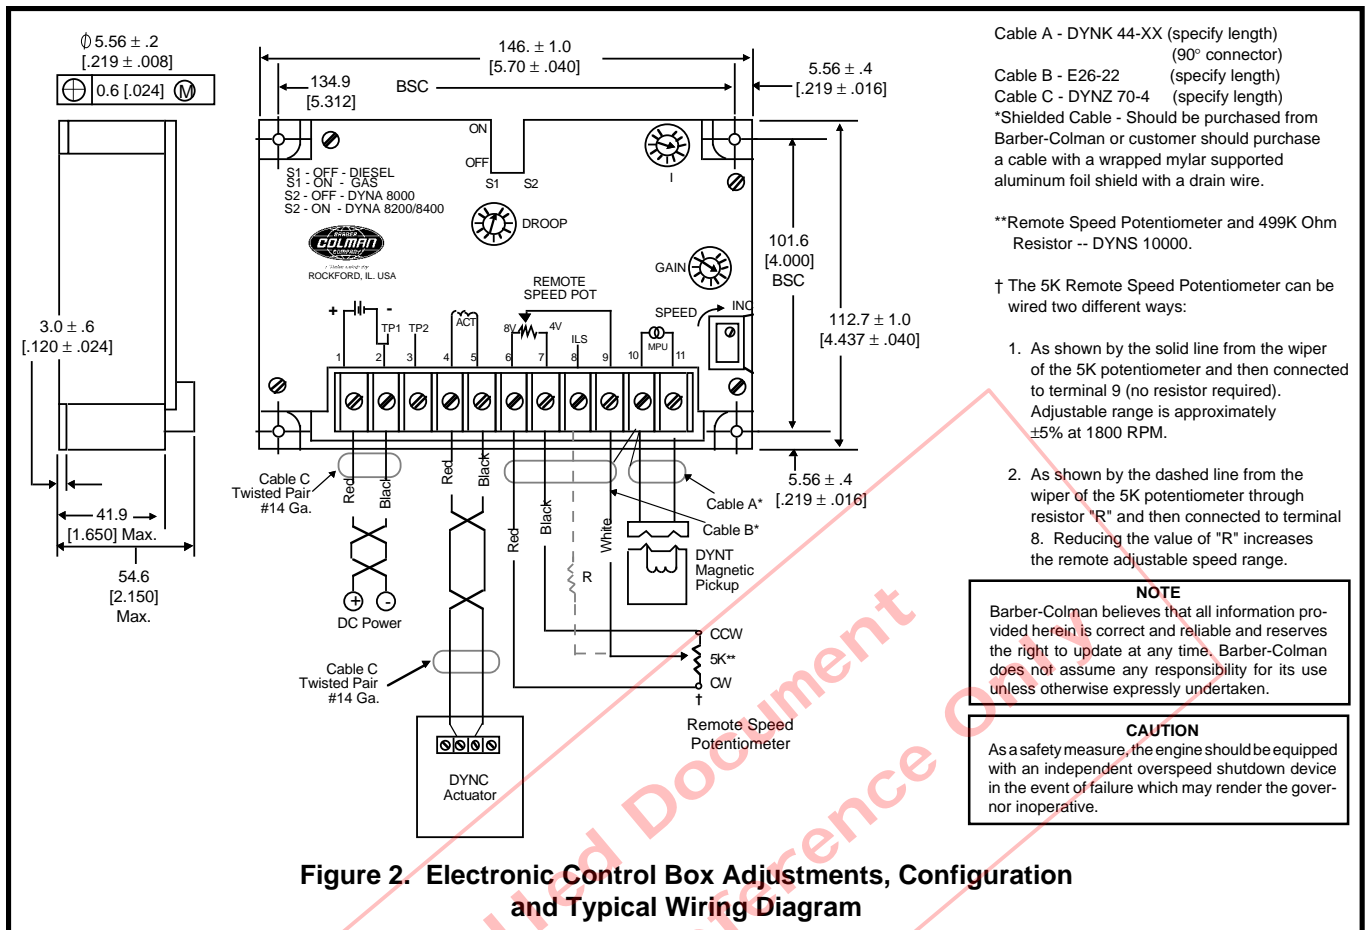 ⌀ 5.56 ± .2
[.219 ± .008]
0.6 [.024] Ⓜ
146. ± 1.0
[5.70 ± .040]
134.9
[5.312]
BSC
5.56 ± .4
[.219 ± .016]
ON
OFF
S1 S2
I
S1 - OFF - DIESEL
S1 - ON - GAS
S2 - OFF - DYNA 8000
S2 - ON - DYNA 8200/8400
DROOP
BARBER
COLMAN
COMPANY
ROCKFORD, IL. USA
GAIN
101.6
[4.000]
BSC
REMOTE
SPEED POT
SPEED
INC
+ -
TP1 TP2
ACT
8V 4V
ILS
MPU
1 2 3 4 5 6 7 8 9 10 11
3.0 ± .6
[.120 ± .024]
112.7 ± 1.0
[4.437 ± .040]
41.9
[1.650] Max.
54.6
[2.150]
Max.
5.56 ± .4
[.219 ± .016]
Cable C
Twisted Pair
#14 Ga.
Red
Black
Red
Black
Red
Black
White
Cable A*
Cable B*
R
DYNT
Magnetic
Pickup
+ -
DC Power
CCW
5K**
CW
†
Remote Speed
Potentiometer
Cable C
Twisted Pair
#14 Ga.
DYNC
Actuator
Cable A - DYNK 44-XX (specify length)
(90° connector)
Cable B - E26-22 (specify length)
Cable C - DYNZ 70-4 (specify length)
*Shielded Cable - Should be purchased from
Barber-Colman or customer should purchase
a cable with a wrapped mylar supported
aluminum foil shield with a drain wire.
**Remote Speed Potentiometer and 499K Ohm
Resistor -- DYNS 10000.
† The 5K Remote Speed Potentiometer can be
wired two different ways:
1. As shown by the solid line from the wiper
of the 5K potentiometer and then connected
to terminal 9 (no resistor required).
Adjustable range is approximately
±5% at 1800 RPM.
2. As shown by the dashed line from the
wiper of the 5K potentiometer through
resistor "R" and then connected to terminal
8. Reducing the value of "R" increases
the remote adjustable speed range.
NOTE
Barber-Colman believes that all information pro-
vided herein is correct and reliable and reserves
the right to update at any time. Barber-Colman
does not assume any responsibility for its use
unless otherwise expressly undertaken.
CAUTION
As a safety measure, the engine should be equipped
with an independent overspeed shutdown device
in the event of failure which may render the gover-
nor inoperative.
Figure 2. Electronic Control Box Adjustments, Configuration
and Typical Wiring Diagram
Document
Only